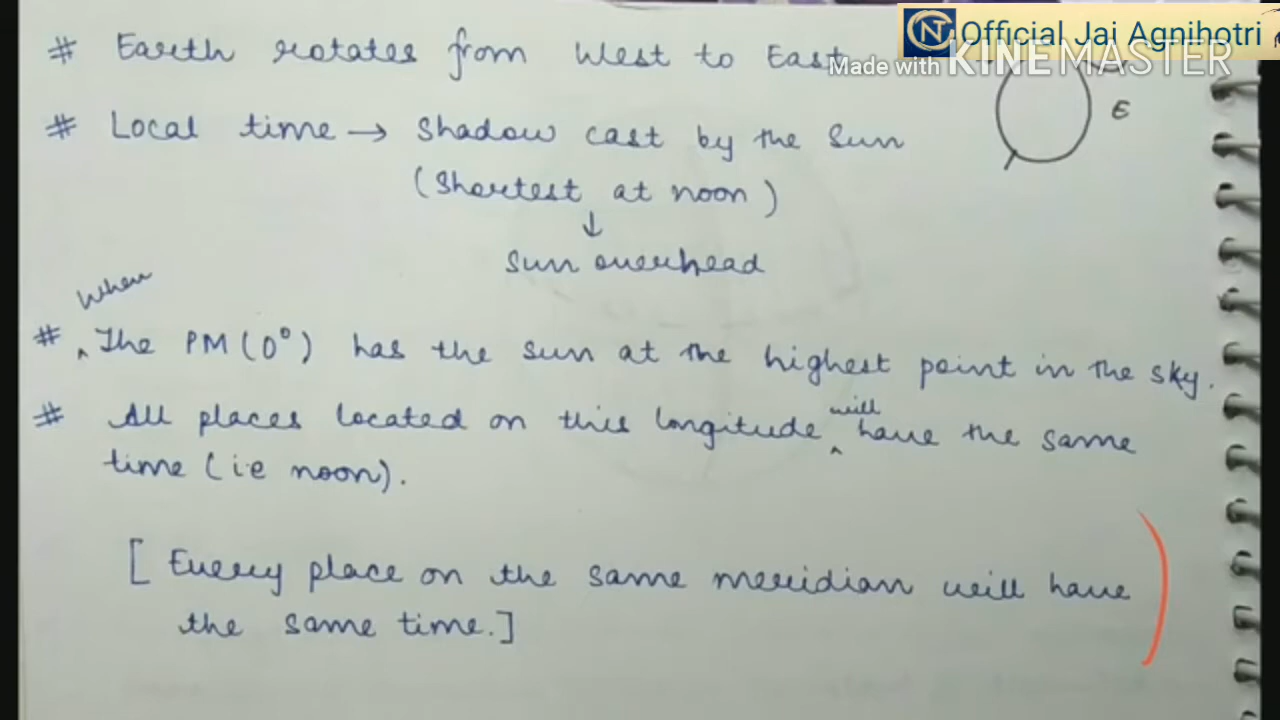 Official Jai Agnihotri
Made with KINEMASTER
# Earth rotates from West to East
E
# Local time → Shadow cast by the Sun
(Shortest at noon)
↓
Sun overhead
When
# ^ The PM (0°) has the sun at the highest point in the sky.
# All places located on this longitude ^ will have the same
time (i.e noon).
[ Every place on the same meridian will have
the same time.]